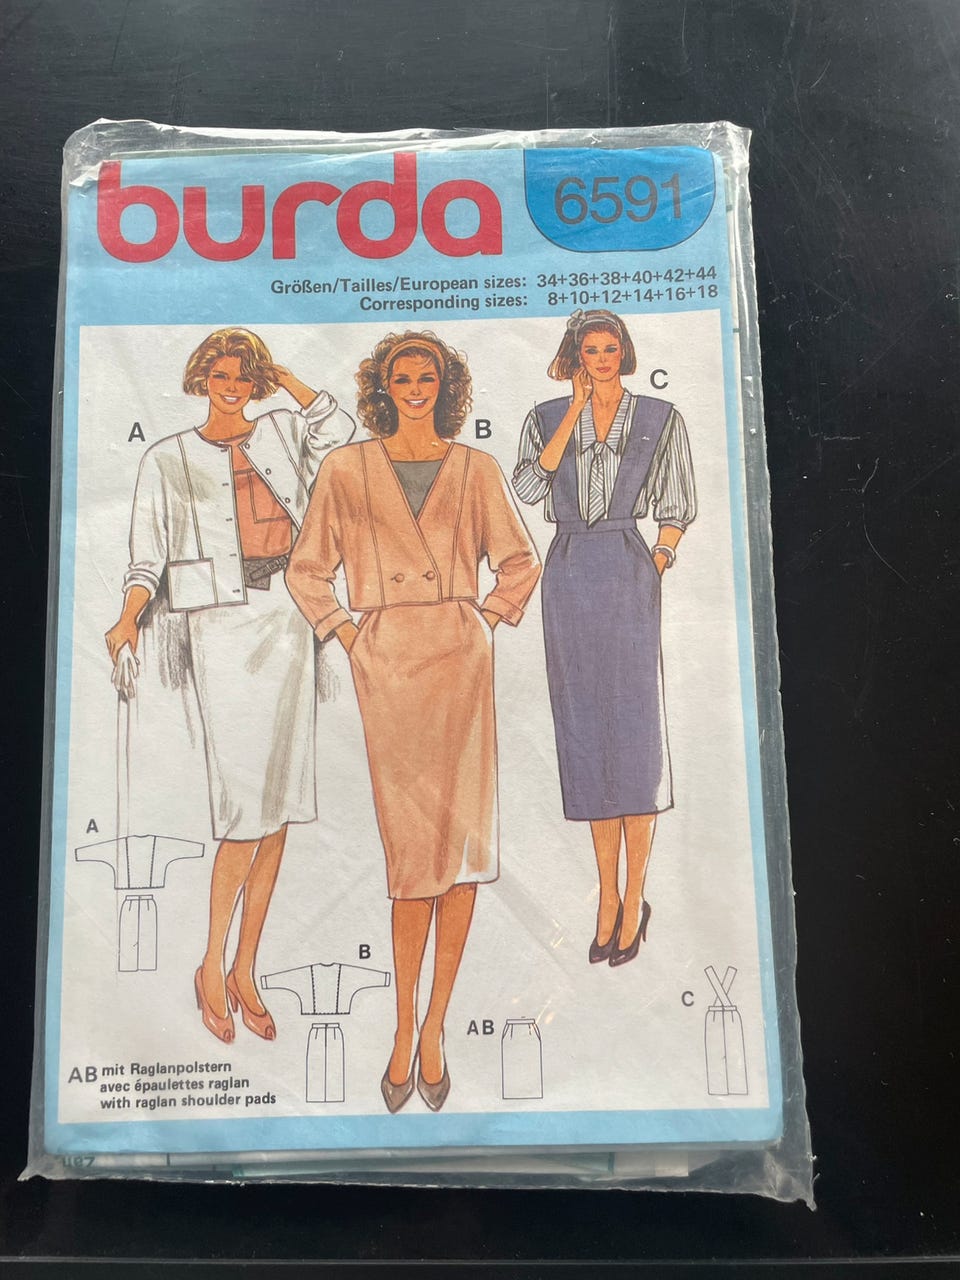 burda
6591
Größen/Tailles/European sizes: 34+36+38+40+42+44
Corresponding sizes: 8+10+12+14+16+18
A
B
C
A
B
AB
C
AB mit Raglanpolstern
avec épaulettes raglan
with raglan shoulder pads